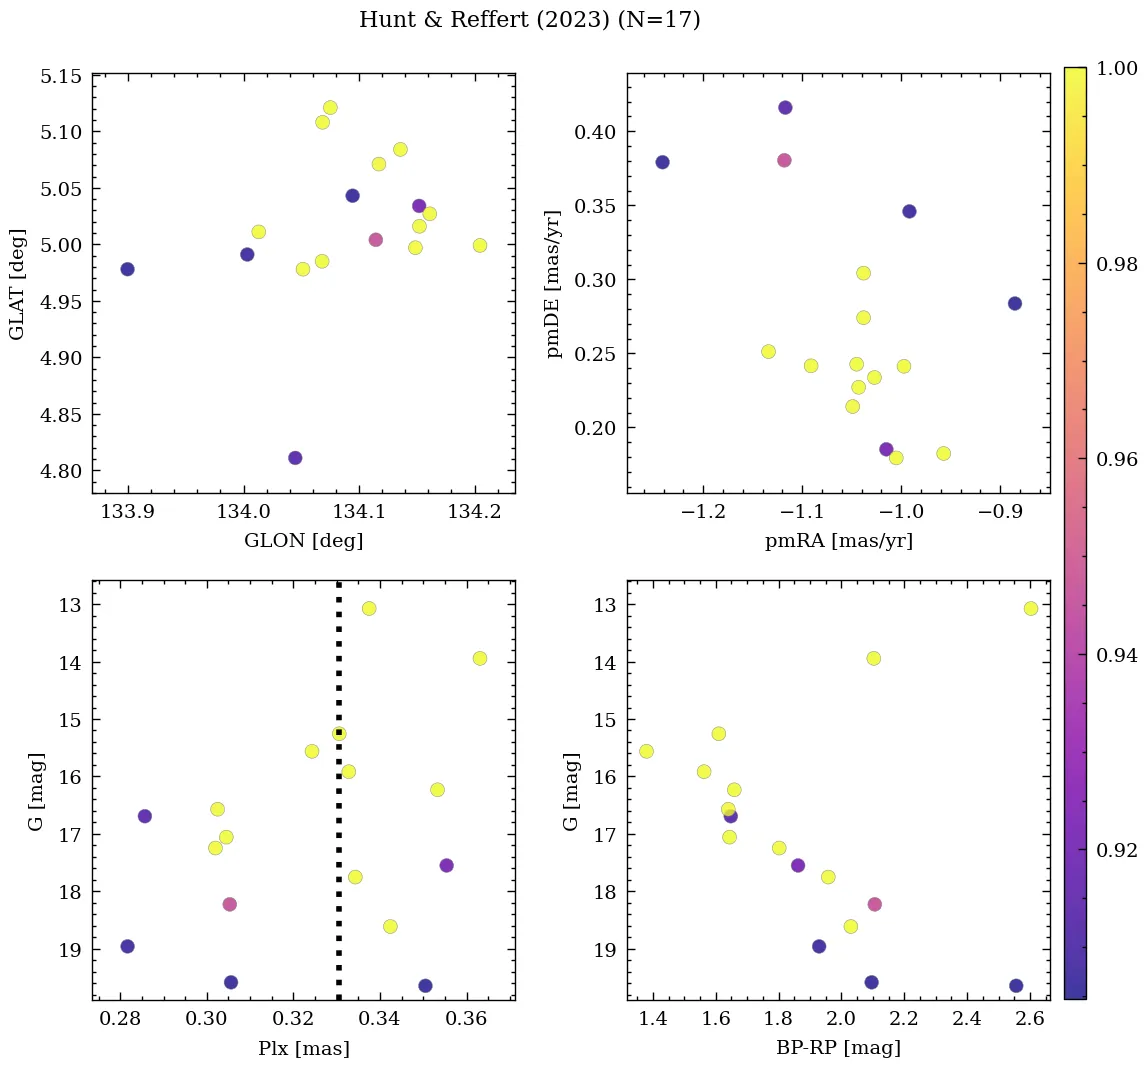 Hunt & Reffert (2023) (N=17)
5.15
5.10
5.05
5.00
4.95
4.90
4.85
4.80
GLAT [deg]
133.9 134.0 134.1 134.2
GLON [deg]
0.40
0.35
0.30
0.25
0.20
pmDE [mas/yr]
−1.2 −1.1 −1.0 −0.9
pmRA [mas/yr]
1.00
0.98
0.96
0.94
0.92
13
14
15
16
17
18
19
G [mag]
0.28 0.30 0.32 0.34 0.36
Plx [mas]
13
14
15
16
17
18
19
G [mag]
1.4 1.6 1.8 2.0 2.2 2.4 2.6
BP-RP [mag]